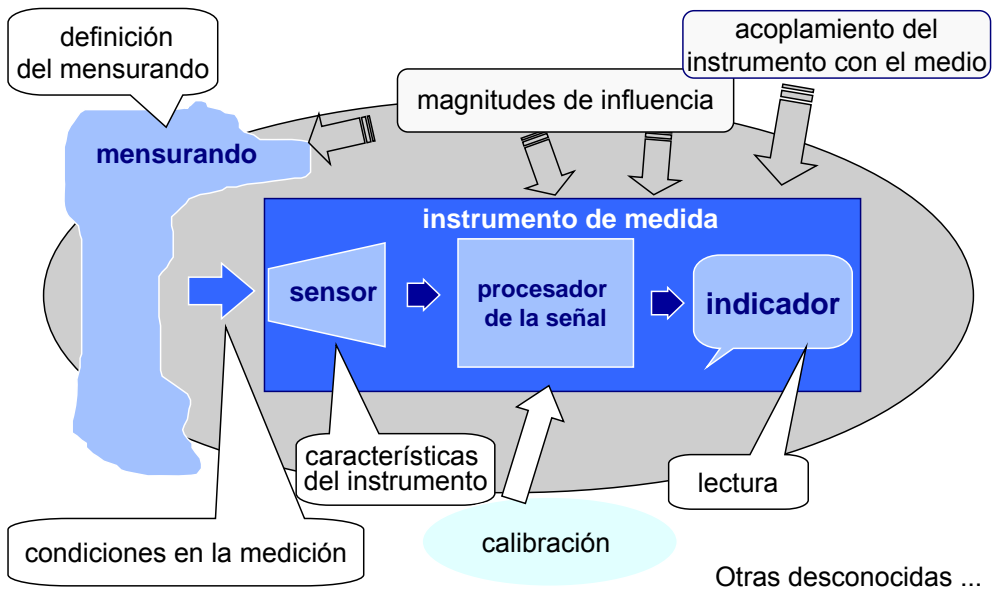 definición
del mensurando
acoplamiento del
instrumento con el medio
magnitudes de influencia
mensurando
instrumento de medida
sensor
procesador
de la señal
indicador
características
del instrumento
lectura
condiciones en la medición
calibración
Otras desconocidas ...